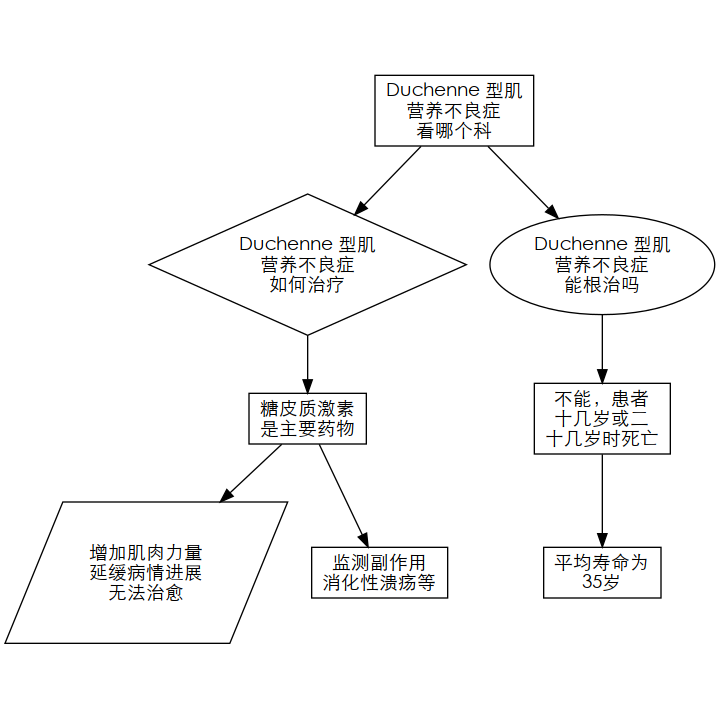 Duchenne 型肌
营养不良症
看哪个科
Duchenne 型肌
营养不良症
如何治疗
Duchenne 型肌
营养不良症
能根治吗
糖皮质激素
是主要药物
不能，患者
十几岁或二
十几岁时死亡
增加肌肉力量
延缓病情进展
无法治愈
监测副作用
消化性溃疡等
平均寿命为
35岁